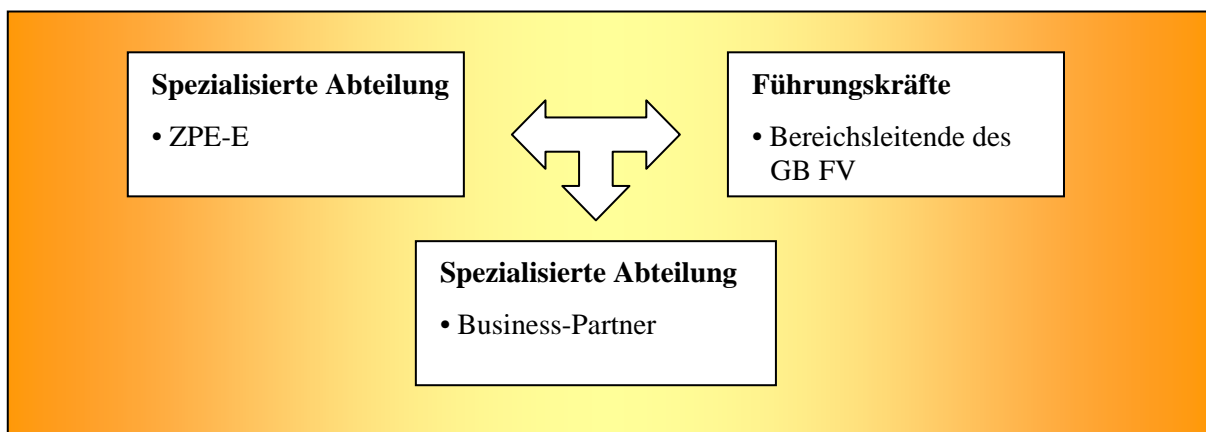 Spezialisierte Abteilung
• ZPE-E
Führungskräfte
• Bereichsleitende des
GB FV
Spezialisierte Abteilung
• Business-Partner